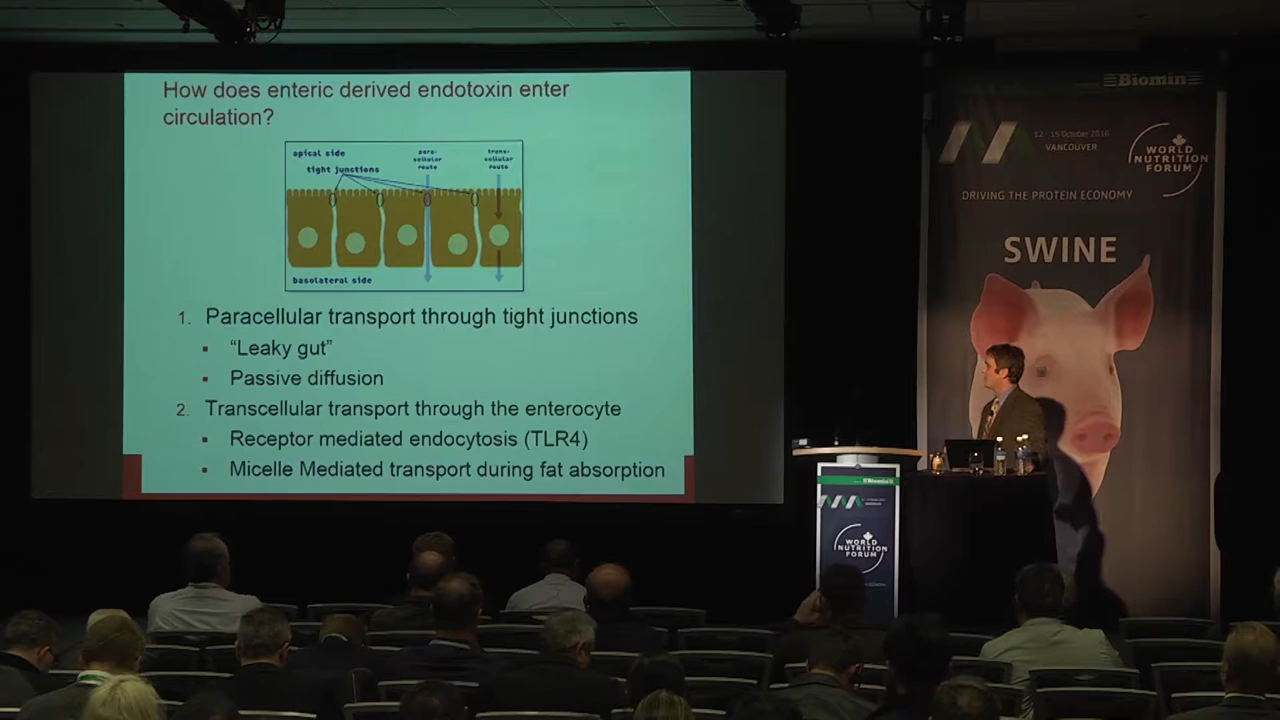 How does enteric derived endotoxin enter
circulation?
apical side
tight junctions
para-
cellular
route
trans-
cellular
route
basolateral side
1. Paracellular transport through tight junctions
▪ “Leaky gut”
▪ Passive diffusion
2. Transcellular transport through the enterocyte
▪ Receptor mediated endocytosis (TLR4)
▪ Micelle Mediated transport during fat absorption
Biomin
12 - 15 October 2016
VANCOUVER
WORLD
NUTRITION
FORUM
DRIVING THE PROTEIN ECONOMY
SWINE
Biomin
WORLD
NUTRITION
FORUM